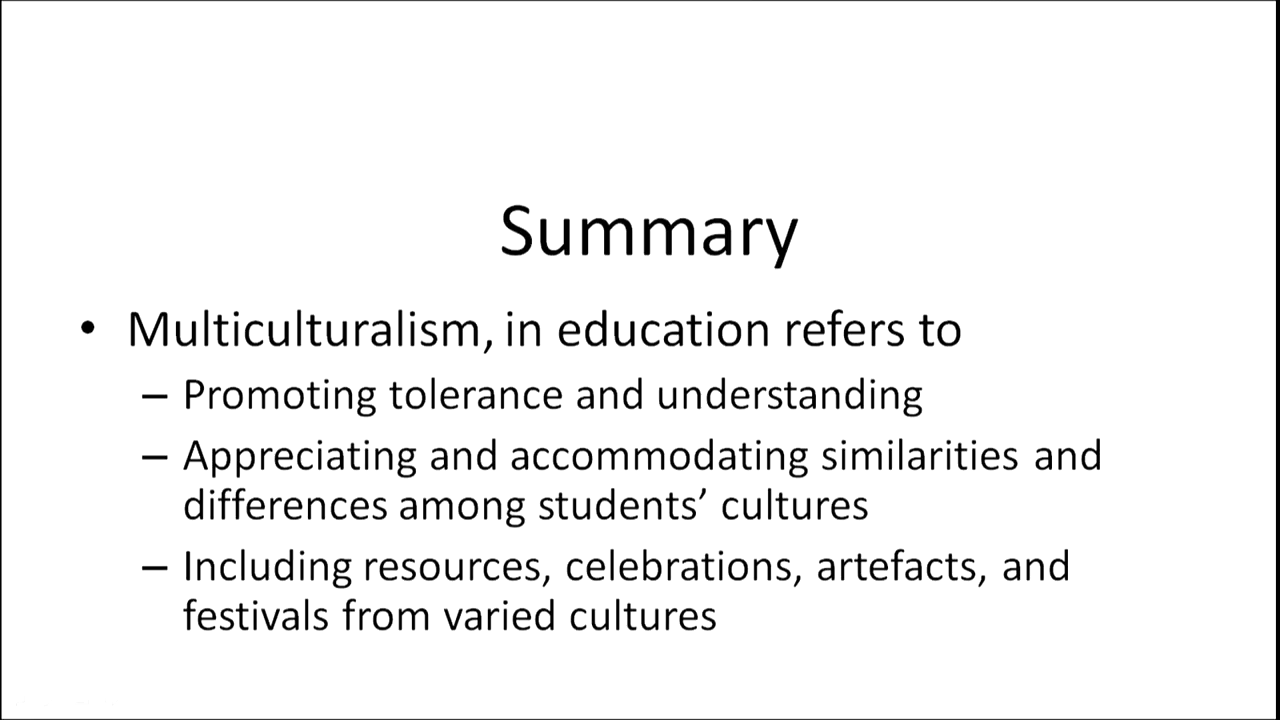 Summary
• Multiculturalism, in education refers to
– Promoting tolerance and understanding
– Appreciating and accommodating similarities and
differences among students’ cultures
– Including resources, celebrations, artefacts, and
festivals from varied cultures